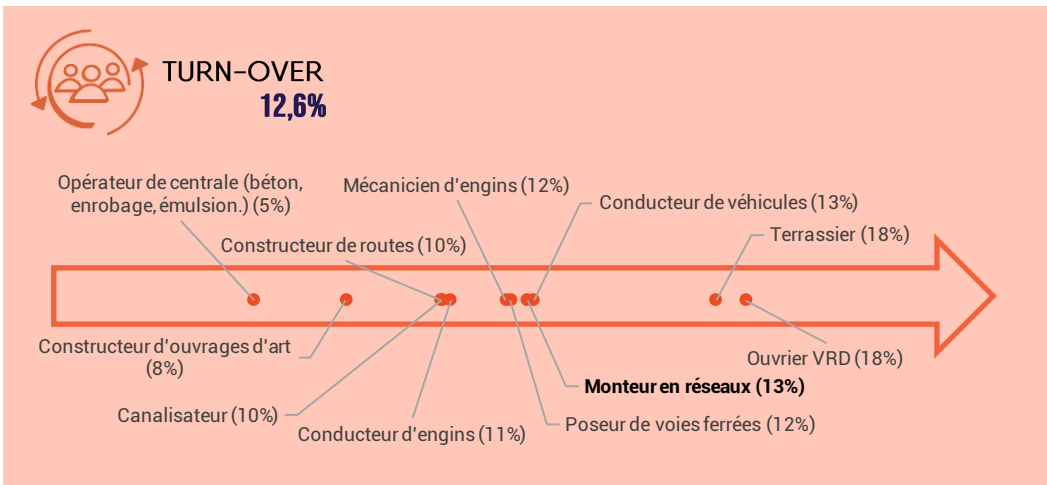 TURN-OVER
12,6%
Opérateur de centrale (béton,
enrobage, émulsion.) (5%)
Mécanicien d'engins (12%)
Conducteur de véhicules (13%)
Constructeur de routes (10%)
Terrassier (18%)
Constructeur d'ouvrages d'art
(8%)
Ouvrier VRD (18%)
Monteur en réseaux (13%)
Canalisateur (10%)
Conducteur d'engins (11%)
Poseur de voies ferrées (12%)